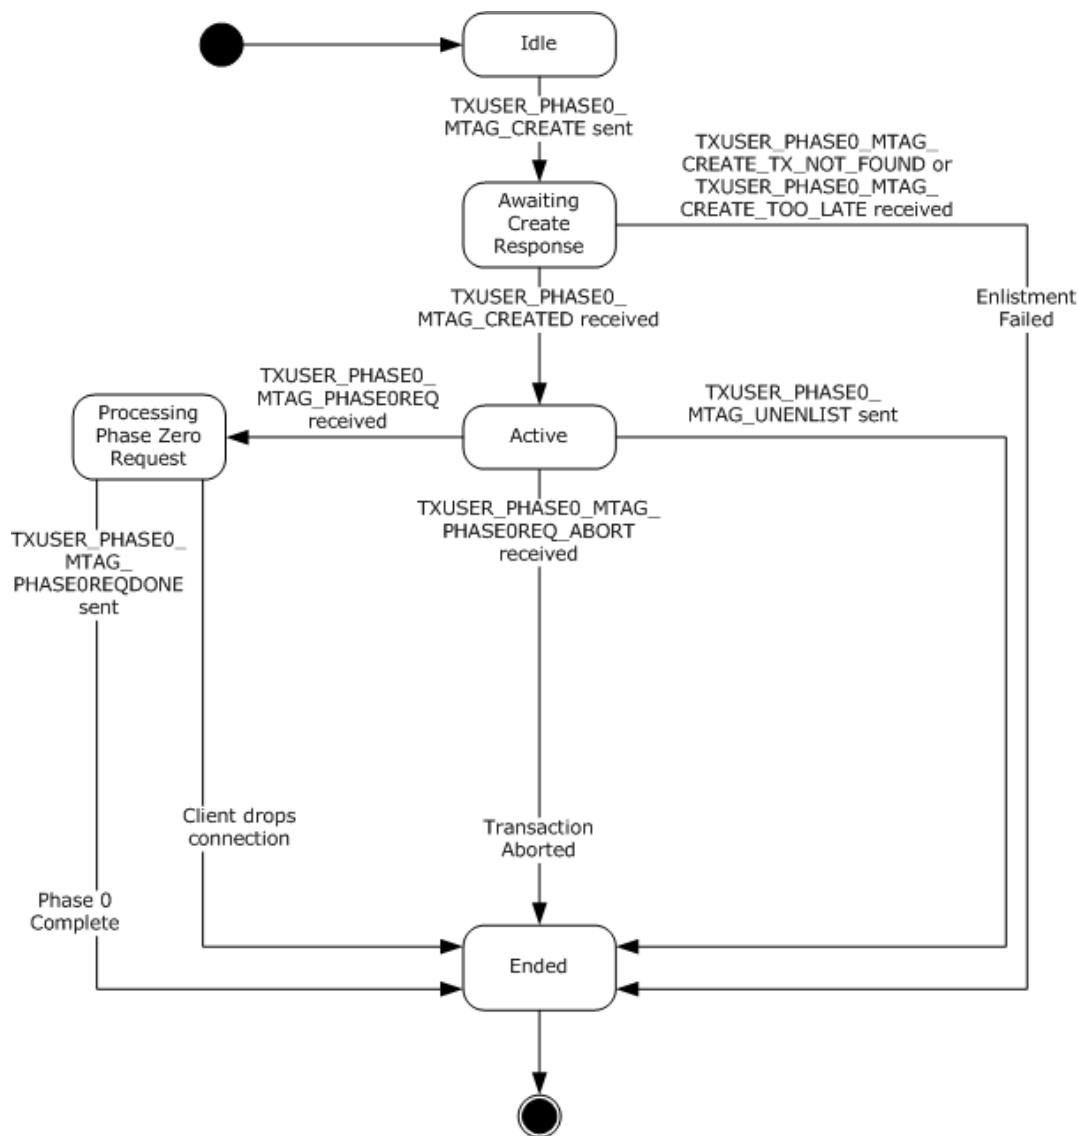 Idle
TXUSER_PHASE0_
MTAG_CREATE sent
TXUSER_PHASE0_MTAG_
CREATE_TX_NOT_FOUND or
TXUSER_PHASE0_MTAG_
CREATE_TOO_LATE received
Awaiting
Create
Response
TXUSER_PHASE0_
MTAG_CREATED received
Enlistment
Failed
TXUSER_PHASE0_
MTAG_PHASE0REQ
received
TXUSER_PHASE0_
MTAG_UNENLIST sent
Processing
Phase Zero
Request
Active
TXUSER_PHASE0_MTAG_
PHASE0REQ_ABORT
received
TXUSER_PHASE0_
MTAG_
PHASE0REQDONE
sent
Client drops
connection
Transaction
Aborted
Phase 0
Complete
Ended